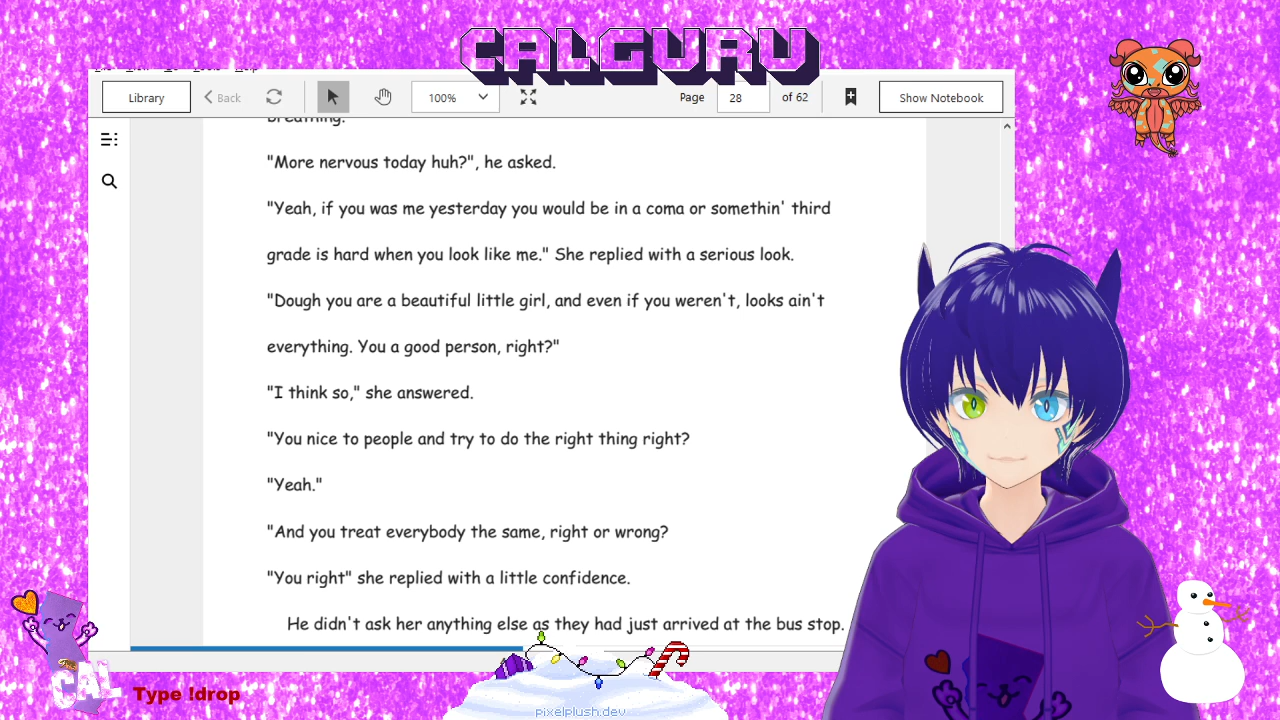 CALGURU
Library
Back
100%
Page 28 of 62
Show Notebook
breathing.
"More nervous today huh?", he asked.
"Yeah, if you was me yesterday you would be in a coma or somethin' third
grade is hard when you look like me." She replied with a serious look.
"Dough you are a beautiful little girl, and even if you weren't, looks ain't
everything. You a good person, right?"
"I think so," she answered.
"You nice to people and try to do the right thing right?
"Yeah."
"And you treat everybody the same, right or wrong?
"You right" she replied with a little confidence.
He didn't ask her anything else as they had just arrived at the bus stop.
CAL
Type !drop
pixelplush.dev